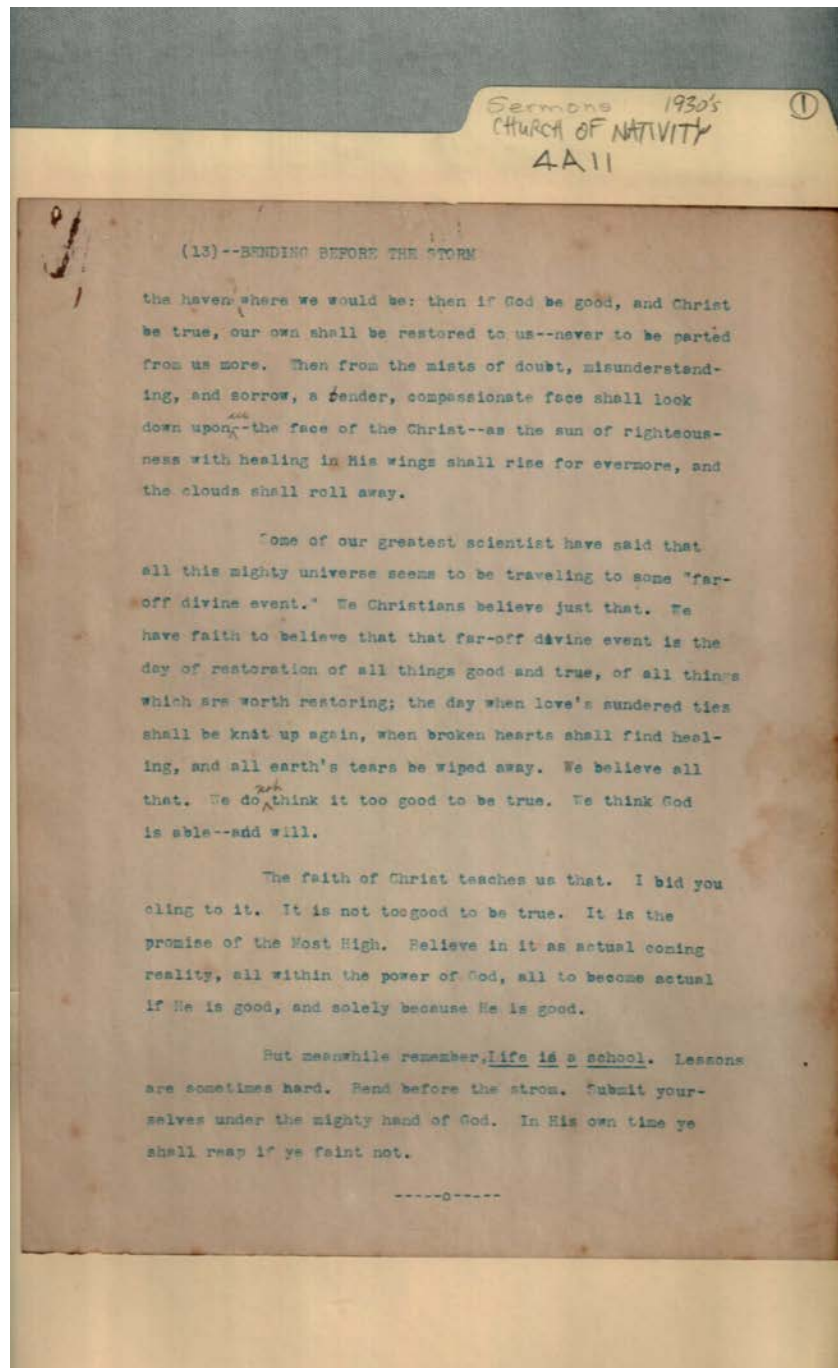 Sermons 1930's ①
CHURCH OF NATIVITY
4A11
(13)--BENDING BEFORE THE STORM
the haven where we would be: then if God be good, and Christ
be true, our own shall be restored to us--never to be parted
from us more. Then from the mists of doubt, misunderstand-
ing, and sorrow, a tender, compassionate face shall look
down upon us--the face of the Christ--as the sun of righteous-
ness with healing in His wings shall rise for evermore, and
the clouds shall roll away.
Some of our greatest scientist have said that
all this mighty universe seems to be traveling to some "far-
off divine event." We Christians believe just that. We
have faith to believe that that far-off divine event is the
day of restoration of all things good and true, of all things
which are worth restoring; the day when love's sundered ties
shall be knit up again, when broken hearts shall find heal-
ing, and all earth's tears be wiped away. We believe all
that. We do not think it too good to be true. We think God
is able--and will.
The faith of Christ teaches us that. I bid you
cling to it. It is not toogood to be true. It is the
promise of the Most High. Believe in it as actual coming
reality, all within the power of God, all to become actual
if He is good, and solely because He is good.
But meanwhile remember,Life is a school. Lessons
are sometimes hard. Bend before the strom. Submit your-
selves under the mighty hand of God. In His own time ye
shall reap if ye faint not.
-----o-----